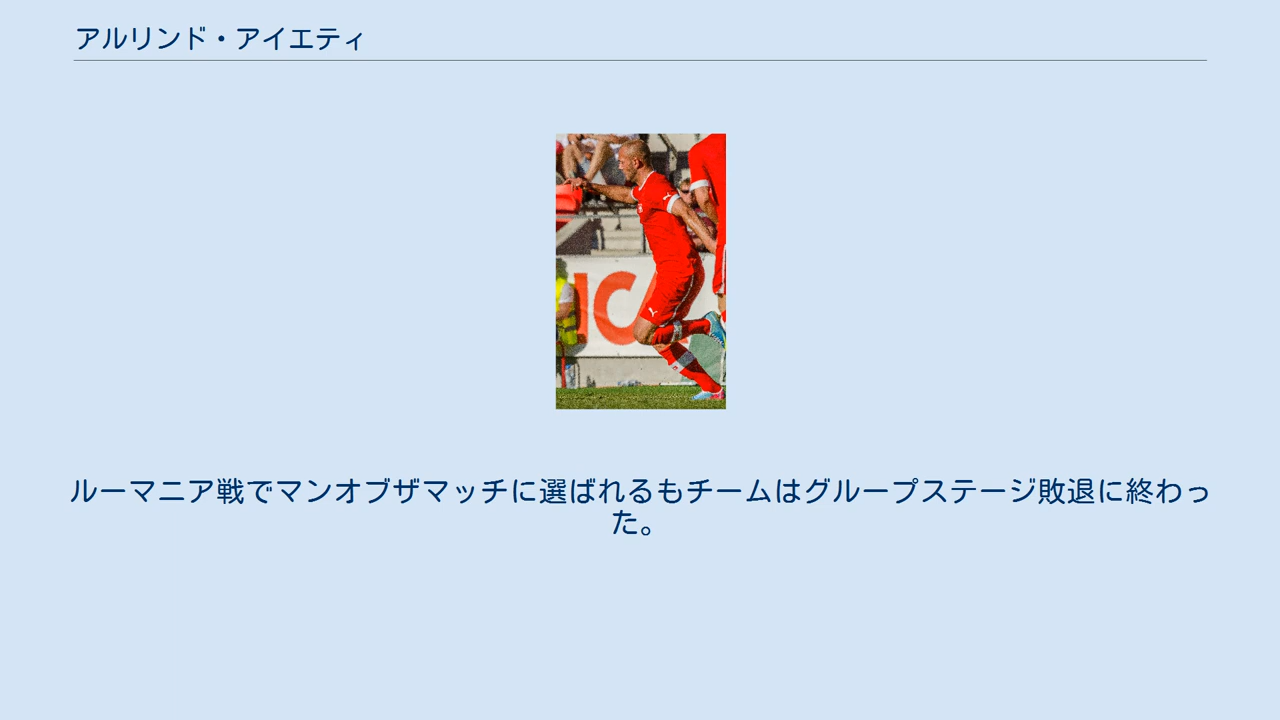 アルリンド・アイエティ
IC
ルーマニア戦でマンオブザマッチに選ばれるもチームはグループステージ敗退に終わっ
た。